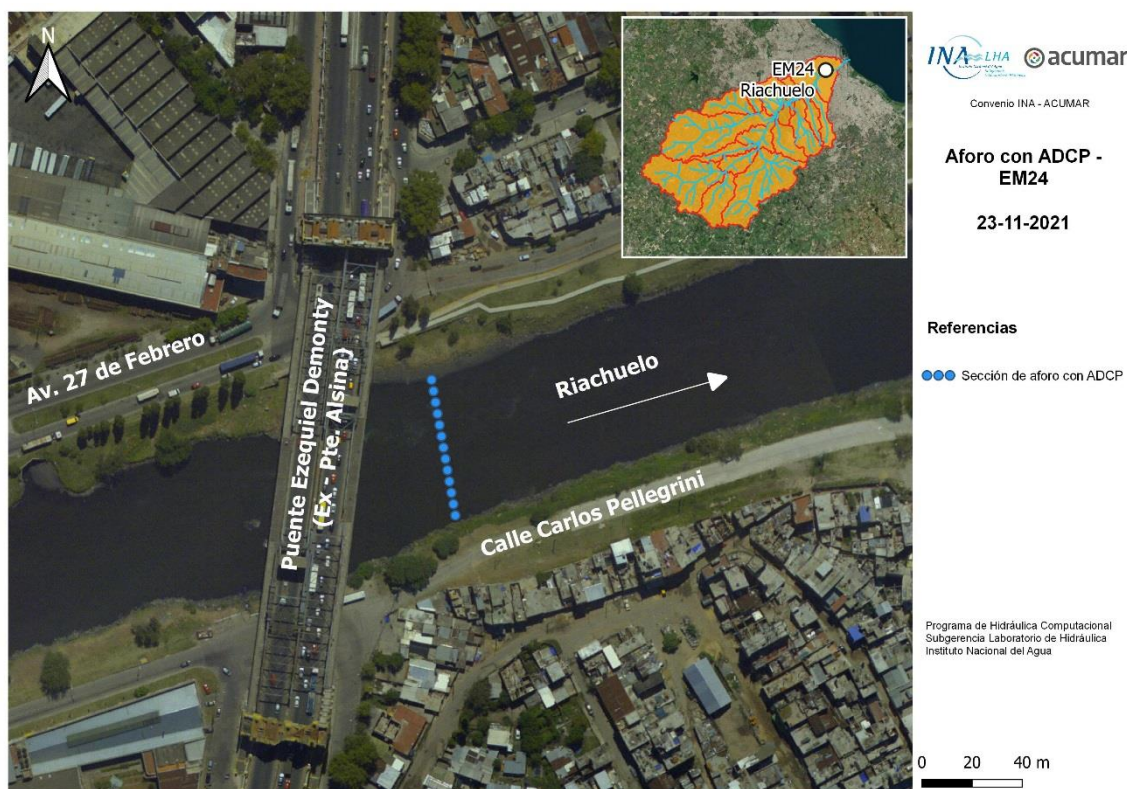 N
EM24
Riachuelo
Av. 27 de Febrero
Puente Ezequiel Demonty
(Ex - Pte. Alsina)
Riachuelo
Calle Carlos Pellegrini
INA LHA
acumar
Convenio INA - ACUMAR
Aforo con ADCP -
EM24
23-11-2021
Referencias
Sección de aforo con ADCP
Programa de Hidráulica Computacional
Subgerencia Laboratorio de Hidráulica
Instituto Nacional del Agua
0 20 40 m